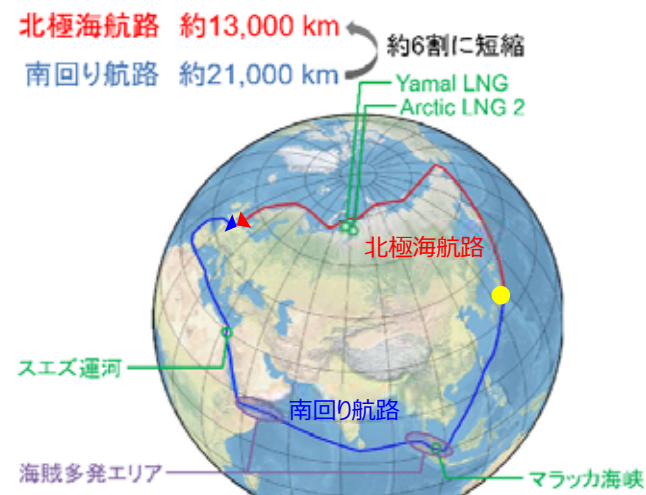 北極海航路 約13,000 km
約6割に短縮
南回り航路 約21,000 km
Yamal LNG
Arctic LNG 2
北極海航路
スエズ運河
南回り航路
海賊多発エリア
マラッカ海峡